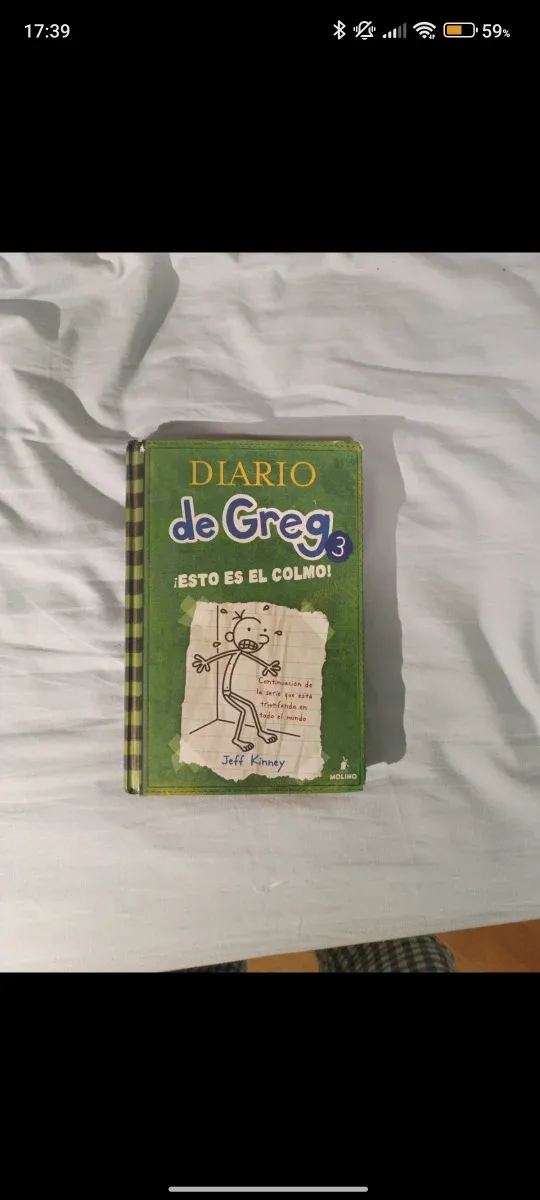 17:39
59%
DIARIO
de Greg
3
¡ESTO ES EL COLMO!
Continuación de
la serie que está
triunfando en
todo el mundo
Jeff Kinney
MOLINO